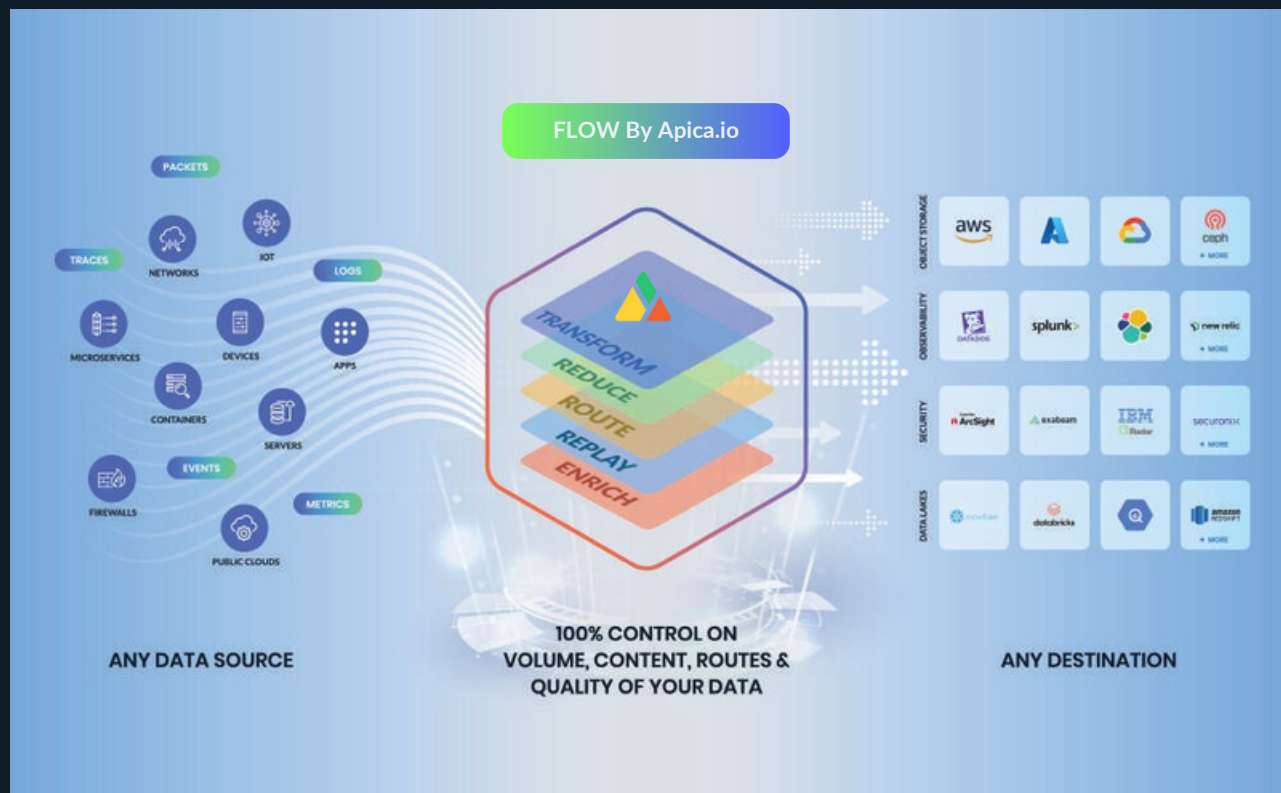 FLOW By Apica.io
PACKETS
IOT
NETWORKS
TRACES
LOGS
MICROSERVICES
DEVICES
APPS
CONTAINERS
SERVERS
EVENTS
FIREWALLS
METRICS
PUBLIC CLOUDS
ANY DATA SOURCE
TRANSFORM
REDUCE
ROUTE
REPLAY
ENRICH
100% CONTROL ON
VOLUME, CONTENT, ROUTES &
QUALITY OF YOUR DATA
OBJECT STORAGE
aws
ceph
+ MORE
OBSERVABILITY
DATADOG
splunk>
new relic
+ MORE
SECURITY
ArcSight
exabeam
IBM
QRadar
securonix
+ MORE
DATA LAKES
snowflake
databricks
amazon
REDSHIFT
+ MORE
ANY DESTINATION